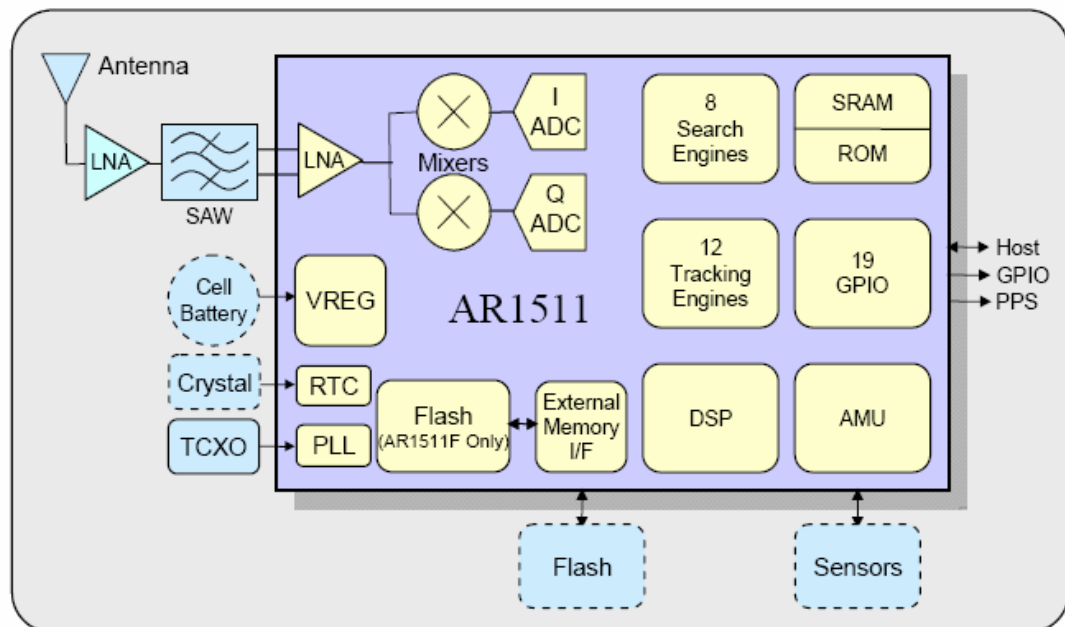 Antenna
LNA
SAW
LNA
Mixers
I
ADC
Q
ADC
8
Search
Engines
SRAM
ROM
12
Tracking
Engines
19
GPIO
Host
GPIO
PPS
Cell
Battery
VREG
AR1511
Crystal
RTC
TCXO
PLL
Flash
(AR1511F Only)
External
Memory
I/F
DSP
AMU
Flash
Sensors